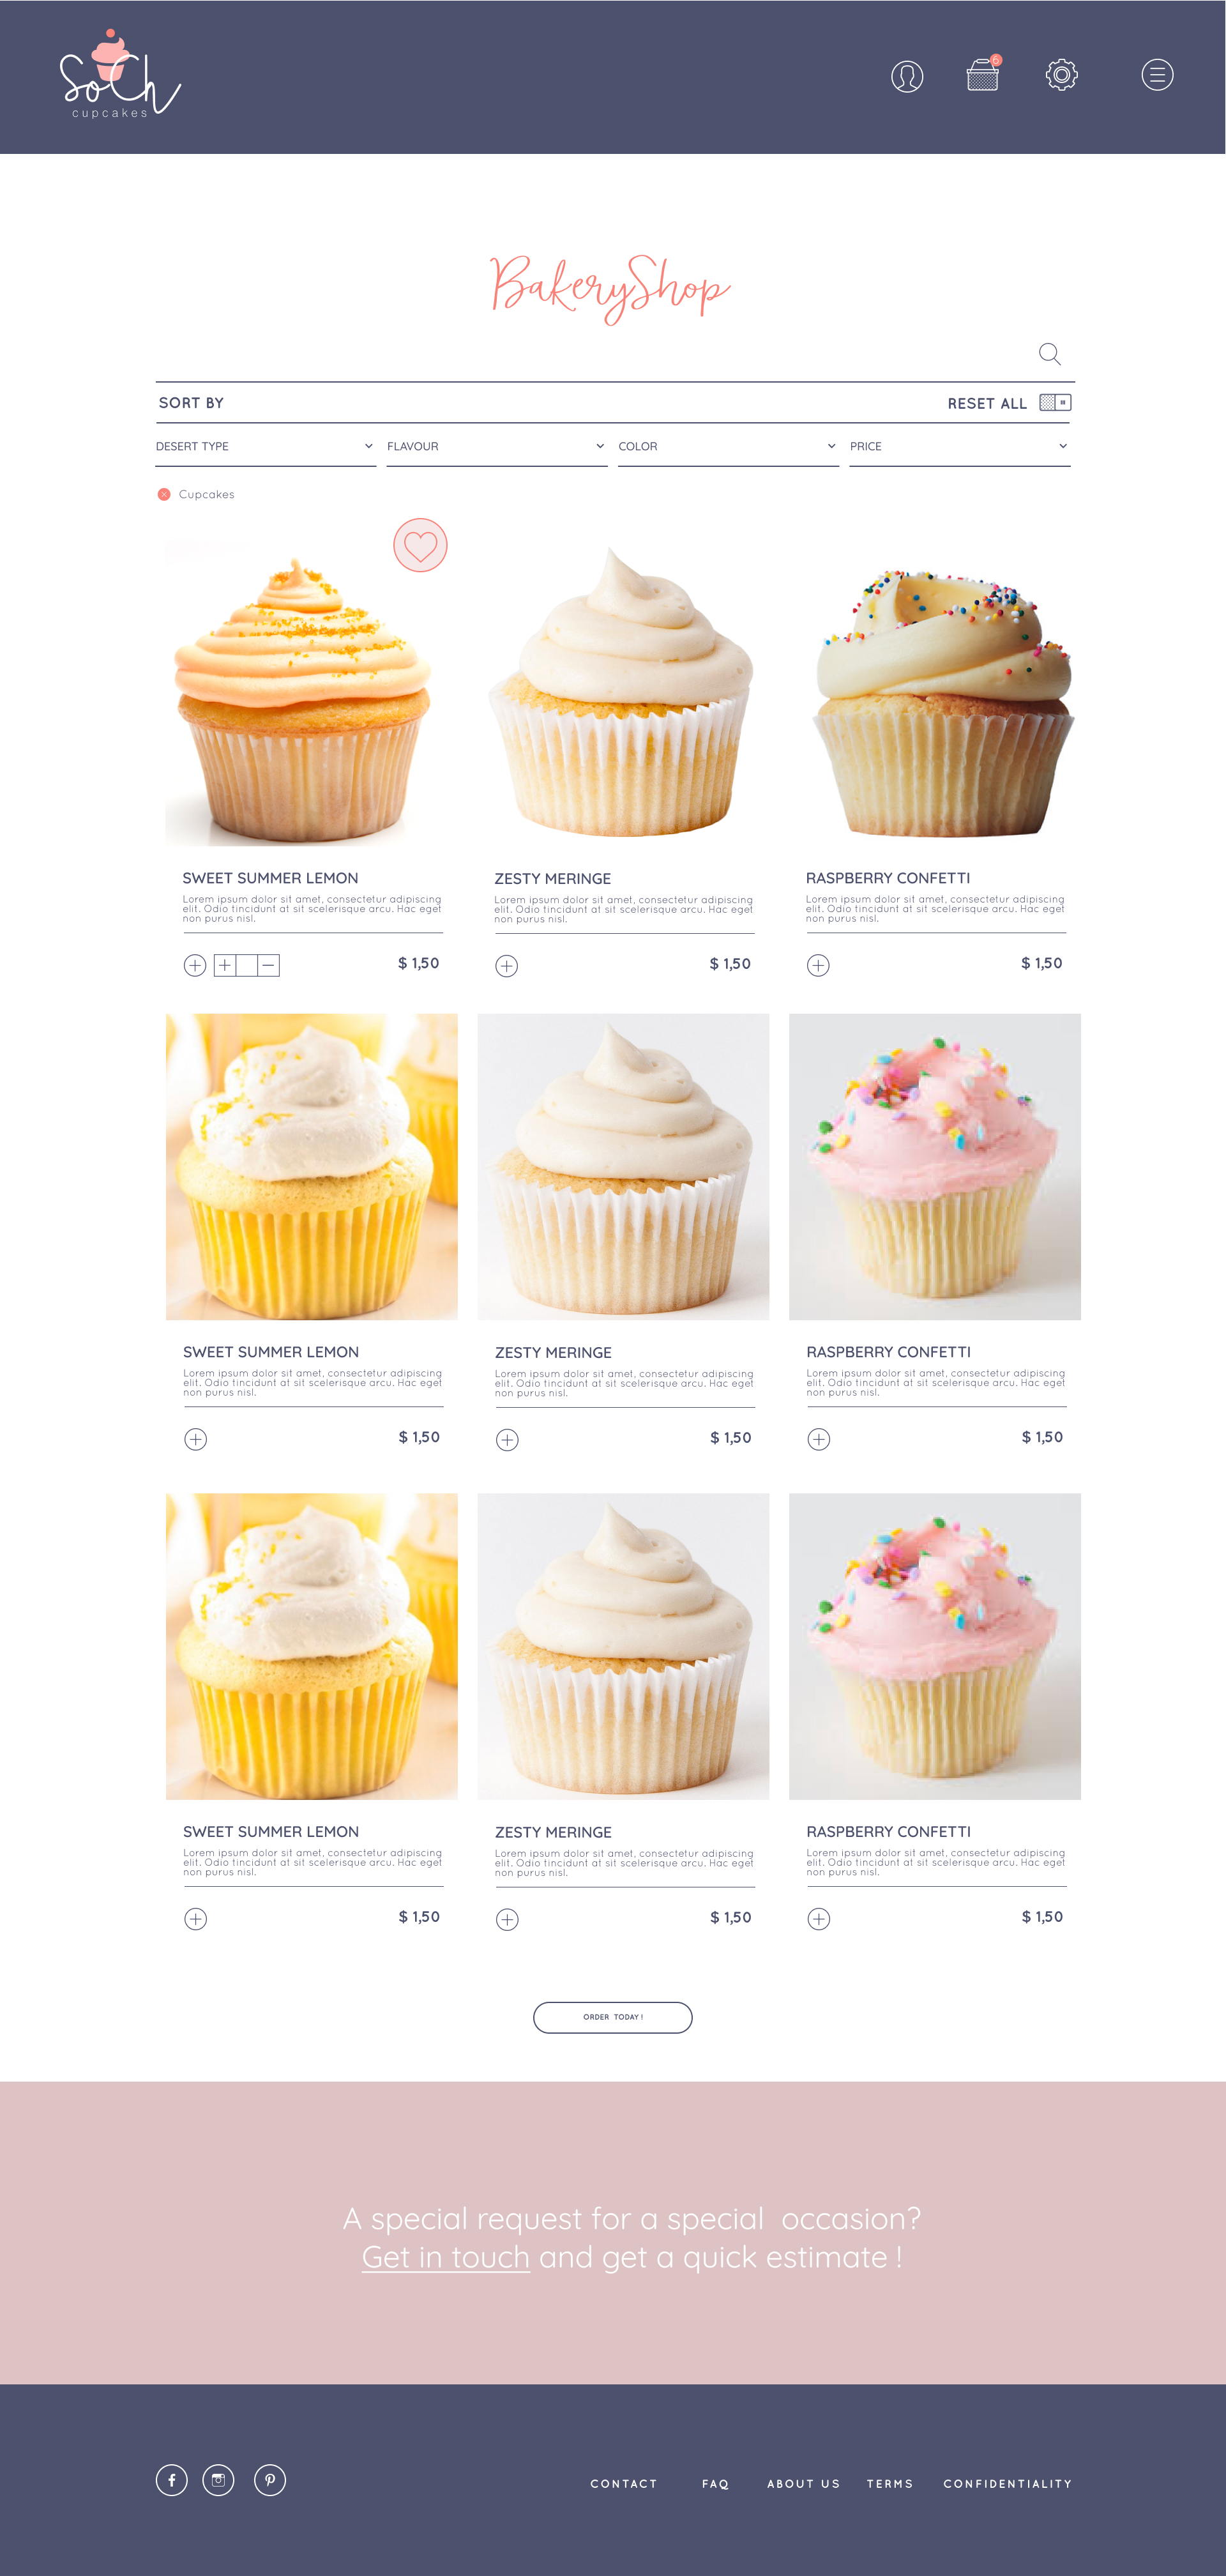 SoCh
cupcakes
6
BakeryShop
SORT BY
RESET ALL
DESERT TYPE
FLAVOUR
COLOR
PRICE
Cupcakes
SWEET SUMMER LEMON
Lorem ipsum dolor sit amet, consectetur adipiscing
elit. Odio tincidunt at sit scelerisque arcu. Hac eget
non purus nisl.
$ 1,50
ZESTY MERINGE
Lorem ipsum dolor sit amet, consectetur adipiscing
elit. Odio tincidunt at sit scelerisque arcu. Hac eget
non purus nisl.
$ 1,50
RASPBERRY CONFETTI
Lorem ipsum dolor sit amet, consectetur adipiscing
elit. Odio tincidunt at sit scelerisque arcu. Hac eget
non purus nisl.
$ 1,50
SWEET SUMMER LEMON
Lorem ipsum dolor sit amet, consectetur adipiscing
elit. Odio tincidunt at sit scelerisque arcu. Hac eget
non purus nisl.
$ 1,50
ZESTY MERINGE
Lorem ipsum dolor sit amet, consectetur adipiscing
elit. Odio tincidunt at sit scelerisque arcu. Hac eget
non purus nisl.
$ 1,50
RASPBERRY CONFETTI
Lorem ipsum dolor sit amet, consectetur adipiscing
elit. Odio tincidunt at sit scelerisque arcu. Hac eget
non purus nisl.
$ 1,50
SWEET SUMMER LEMON
Lorem ipsum dolor sit amet, consectetur adipiscing
elit. Odio tincidunt at sit scelerisque arcu. Hac eget
non purus nisl.
$ 1,50
ZESTY MERINGE
Lorem ipsum dolor sit amet, consectetur adipiscing
elit. Odio tincidunt at sit scelerisque arcu. Hac eget
non purus nisl.
$ 1,50
RASPBERRY CONFETTI
Lorem ipsum dolor sit amet, consectetur adipiscing
elit. Odio tincidunt at sit scelerisque arcu. Hac eget
non purus nisl.
$ 1,50
ORDER TODAY !
A special request for a special occasion?
Get in touch and get a quick estimate !
CONTACT
FAQ
ABOUT US
TERMS
CONFIDENTIALITY